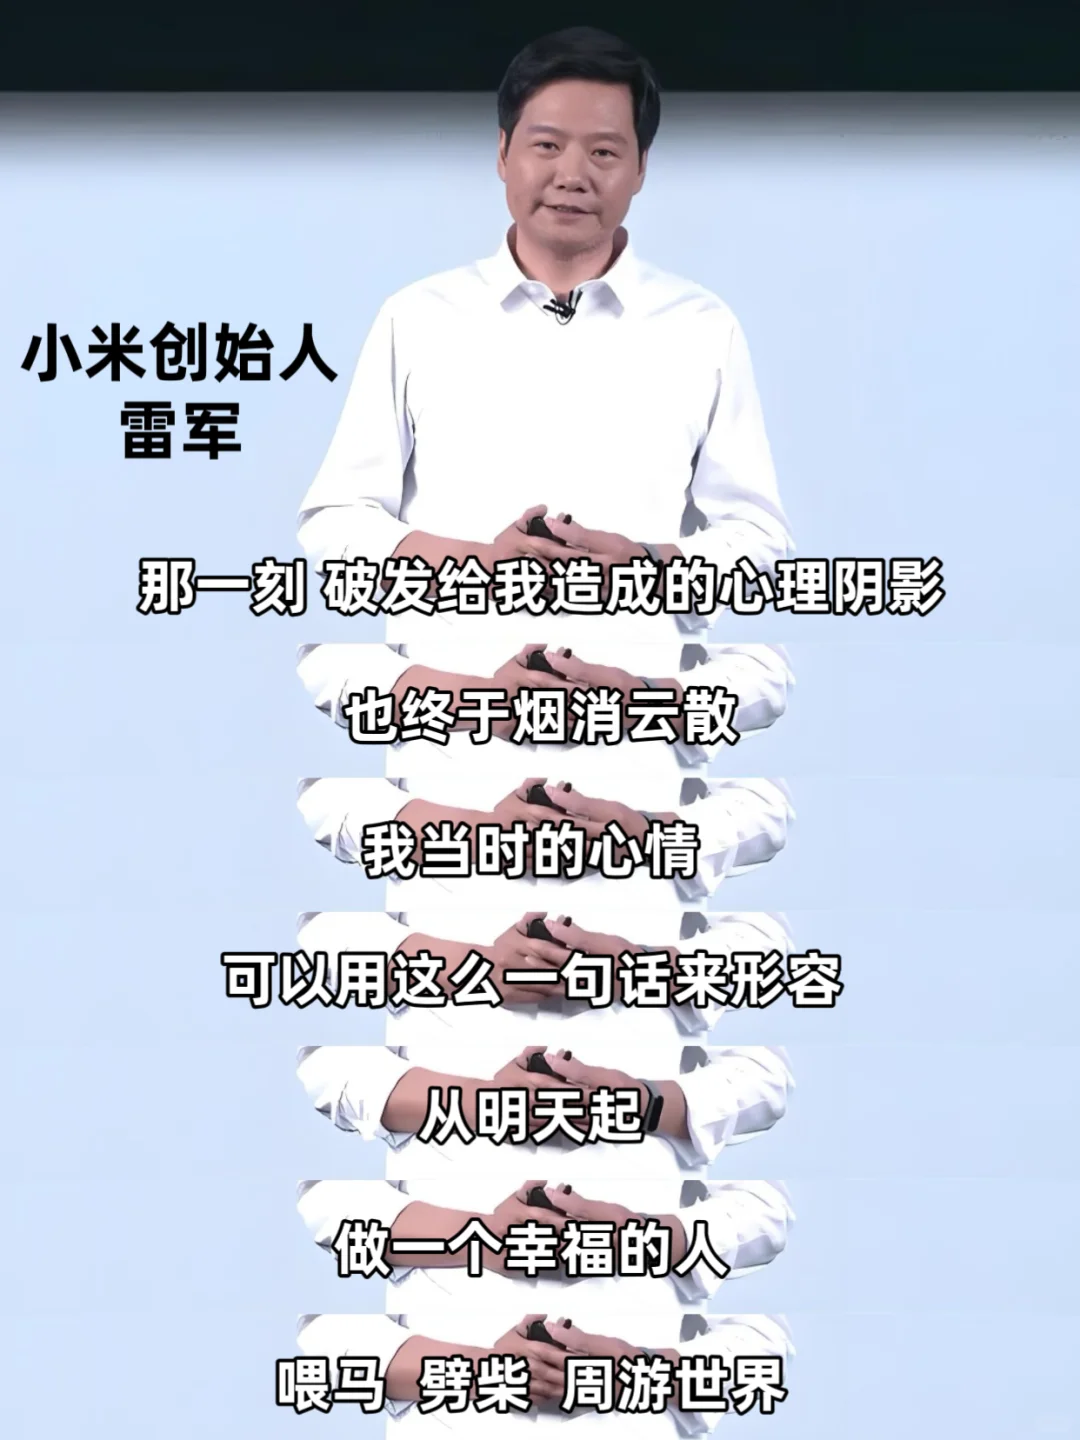 小米创始人
雷军
那一刻 破发给我造成的心理阴影
也终于烟消云散
我当时的心情
可以用这么一句话来形容
从明天起
做一个幸福的人
喂马 劈柴 周游世界